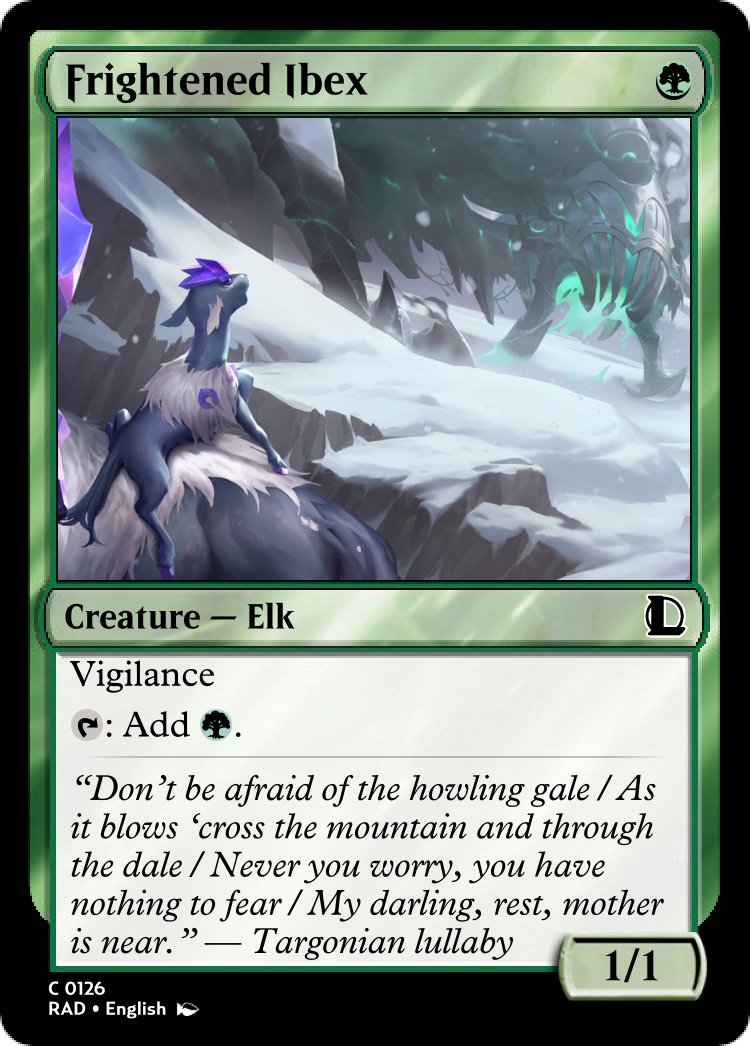 Frightened Ibex
Creature — Elk
Vigilance
: Add .
“Don’t be afraid of the howling gale / As
it blows ‘cross the mountain and through
the dale / Never you worry, you have
nothing to fear / My darling, rest, mother
is near.” — Targonian lullaby
1/1
C 0126
RAD • English